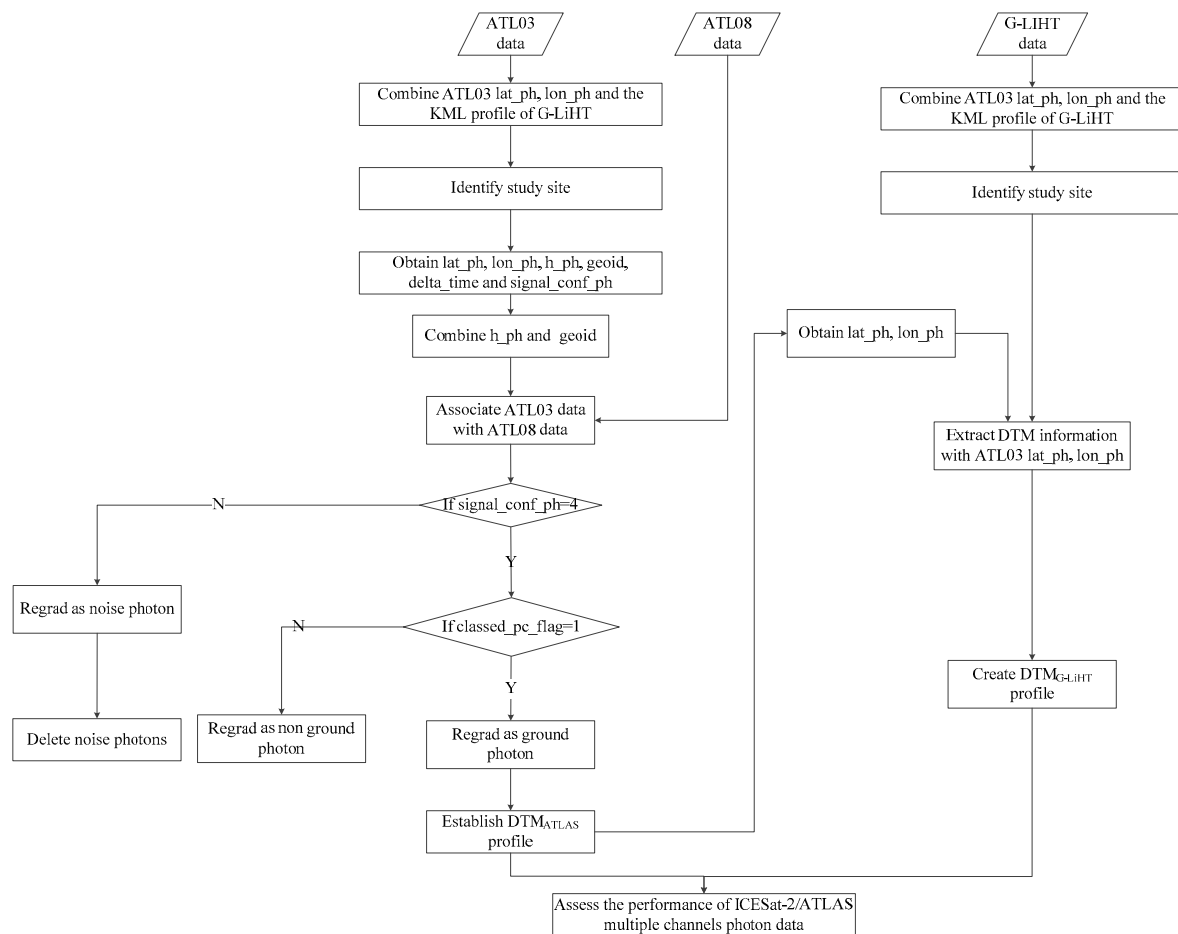 ATL03
data
ATL08
data
G-LIHT
data
Combine ATL03 lat_ph, lon_ph and the
KML profile of G-LiHT
Combine ATL03 lat_ph, lon_ph and the
KML profile of G-LiHT
Identify study site
Identify study site
Obtain lat_ph, lon_ph, h_ph, geoid,
delta_time and signal_conf_ph
Combine h_ph and geoid
Obtain lat_ph, lon_ph
Associate ATL03 data
with ATL08 data
Extract DTM information
with ATL03 lat_ph, lon_ph
If signal_conf_ph=4
N
Y
Regrad as noise photon
If classed_pc_flag=1
N
Y
Create DTMG-LiHT
profile
Delete noise photons
Regrad as non ground
photon
Regrad as ground
photon
Establish DTMATLAS
profile
Assess the performance of ICESat-2/ATLAS
multiple channels photon data